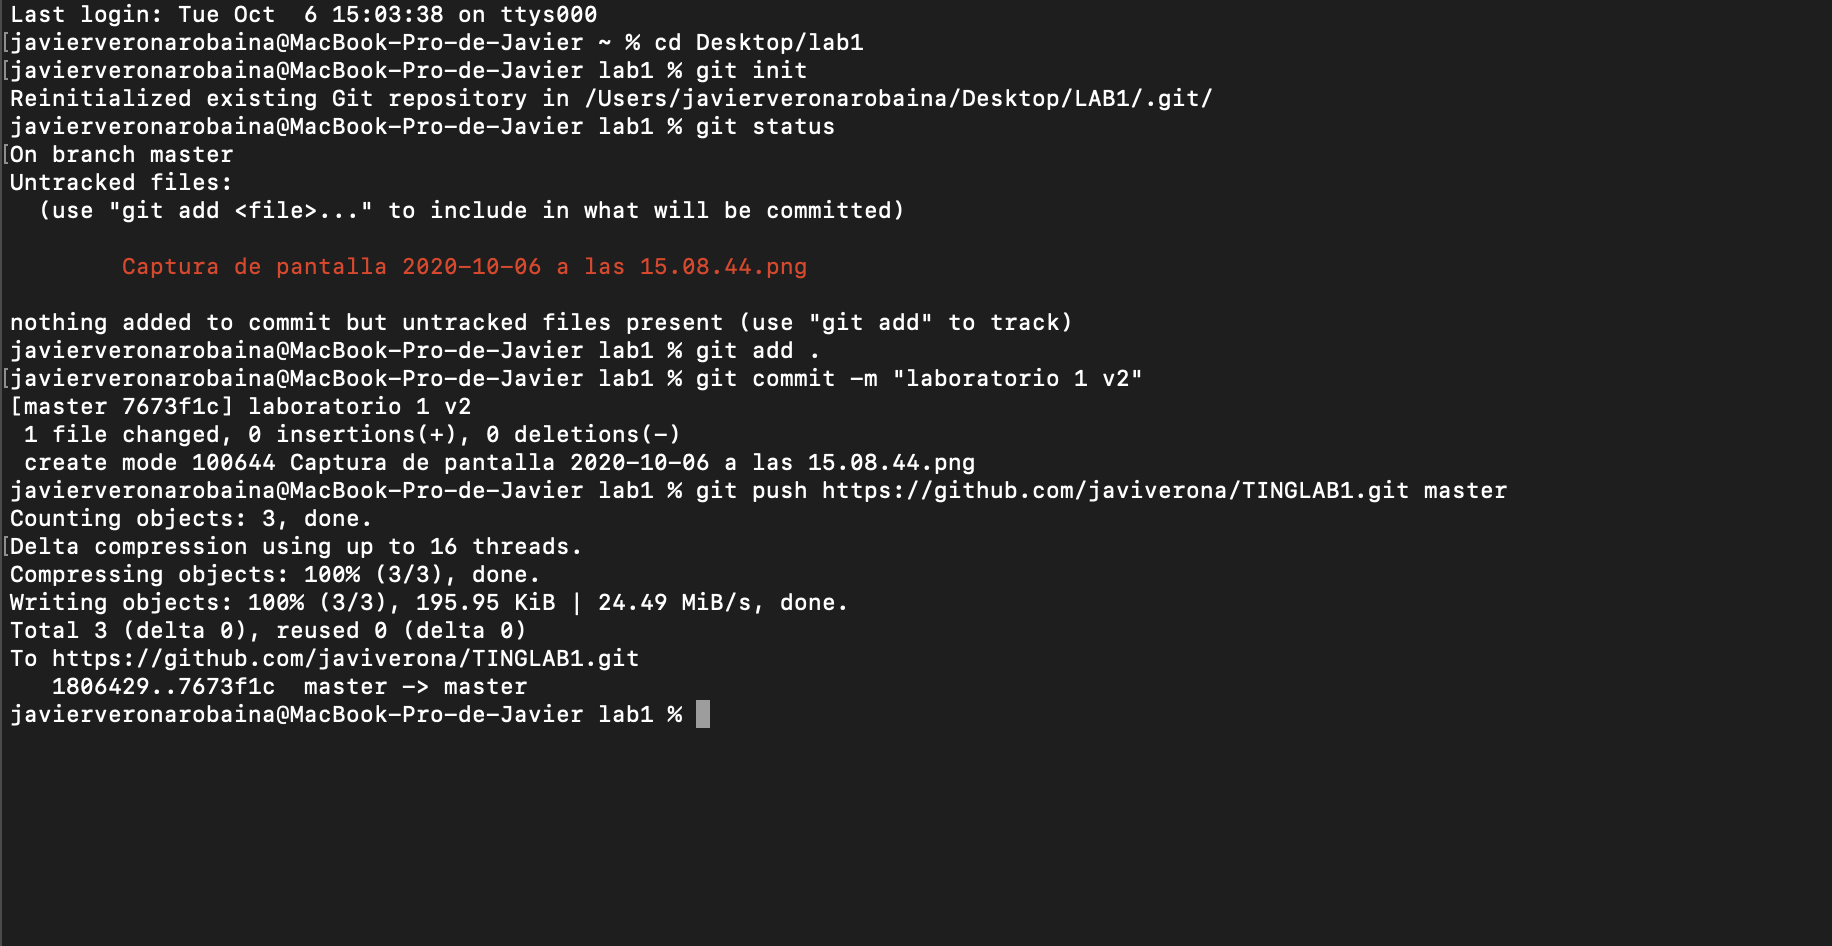 Last login: Tue Oct  6 15:03:38 on ttys000
[javierveronarobaina@MacBook-Pro-de-Javier ~ % cd Desktop/lab1
[javierveronarobaina@MacBook-Pro-de-Javier lab1 % git init
Reinitialized existing Git repository in /Users/javierveronarobaina/Desktop/LAB1/.git/
javierveronarobaina@MacBook-Pro-de-Javier lab1 % git status
[On branch master
Untracked files:
  (use "git add <file>..." to include in what will be committed)
        Captura de pantalla 2020-10-06 a las 15.08.44.png
nothing added to commit but untracked files present (use "git add" to track)
javierveronarobaina@MacBook-Pro-de-Javier lab1 % git add .
[javierveronarobaina@MacBook-Pro-de-Javier lab1 % git commit -m "laboratorio 1 v2"
[master 7673f1c] laboratorio 1 v2
 1 file changed, 0 insertions(+), 0 deletions(-)
 create mode 100644 Captura de pantalla 2020-10-06 a las 15.08.44.png
javierveronarobaina@MacBook-Pro-de-Javier lab1 % git push https://github.com/javiverona/TINGLAB1.git master
Counting objects: 3, done.
[Delta compression using up to 16 threads.
Compressing objects: 100% (3/3), done.
Writing objects: 100% (3/3), 195.95 KiB | 24.49 MiB/s, done.
Total 3 (delta 0), reused 0 (delta 0)
To https://github.com/javiverona/TINGLAB1.git
   1806429..7673f1c  master -> master
javierveronarobaina@MacBook-Pro-de-Javier lab1 %